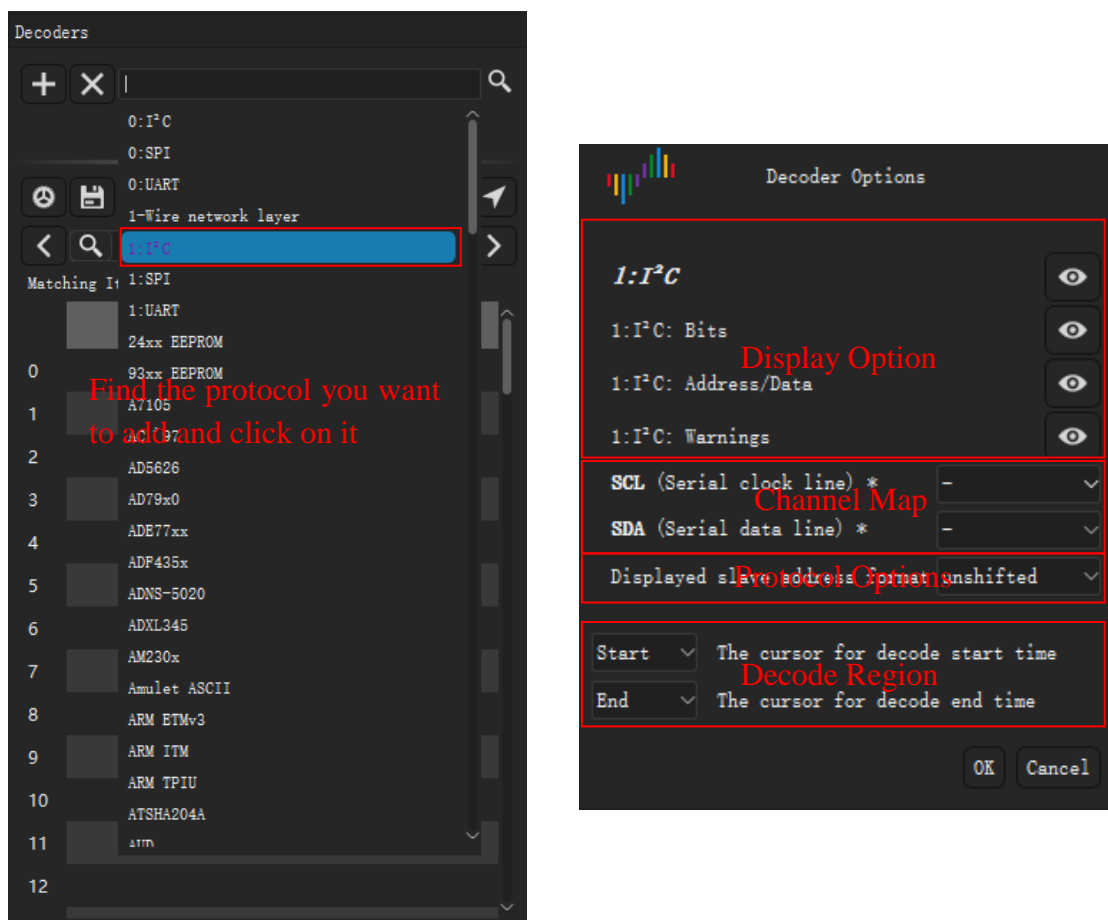 Decoders
0:I²C
0:SPI
0:UART
1-Wire network layer
1:I²C
1:SPI
1:UART
24xx EEPROM
93xx EEPROM
A7105
AD5626
AD79x0
ADE77xx
ADF435x
ADNS-5020
ADXL345
AM230x
Amulet ASCII
ARM ETMv3
ARM ITM
ARM TPIU
ATSHA204A
Matching It
0
1
2
3
4
5
6
7
8
9
10
11
12
Find the protocol you want
to add and click on it
Decoder Options
1:I²C
1:I²C: Bits
1:I²C: Address/Data
1:I²C: Warnings
Display Option
SCL (Serial clock line) * -
SDA (Serial data line) * -
Channel Map
Displayed slave address format unshifted
Protocol Options
Start The cursor for decode start time
End The cursor for decode end time
Decode Region
OK Cancel